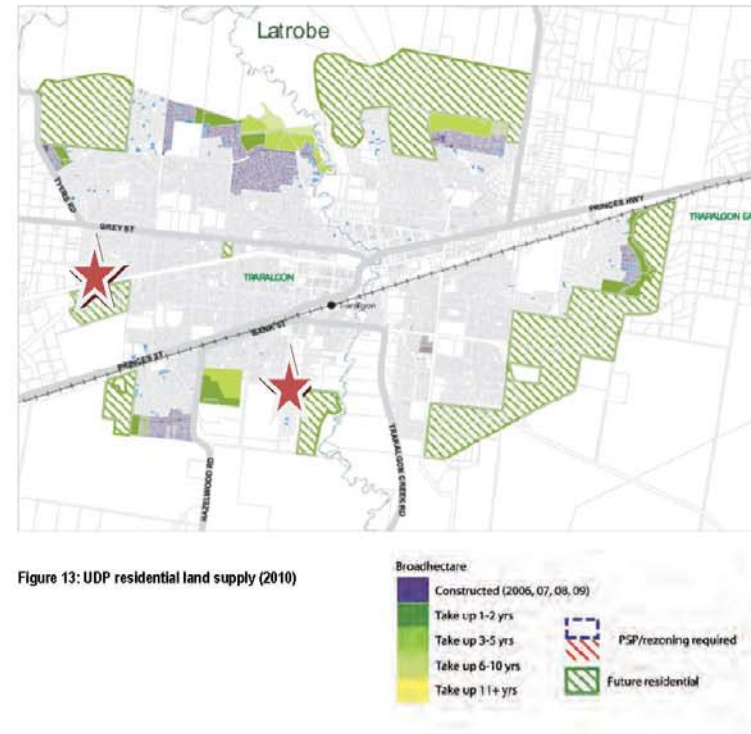 Latrobe
TYERS RD
GREY ST
PRINCES HWY
TRARALGON EA
TRARALGON
Traralgon
BANK ST
PRINCES ST
HAZELWOOD RD
TRARALGON CREEK RD
Figure 13: UDP residential land supply (2010)
Broadhectare
Constructed (2006, 07, 08, 09)
Take up 1-2 yrs
Take up 3-5 yrs
Take up 6-10 yrs
Take up 11+ yrs
PSP/rezoning required
Future residential